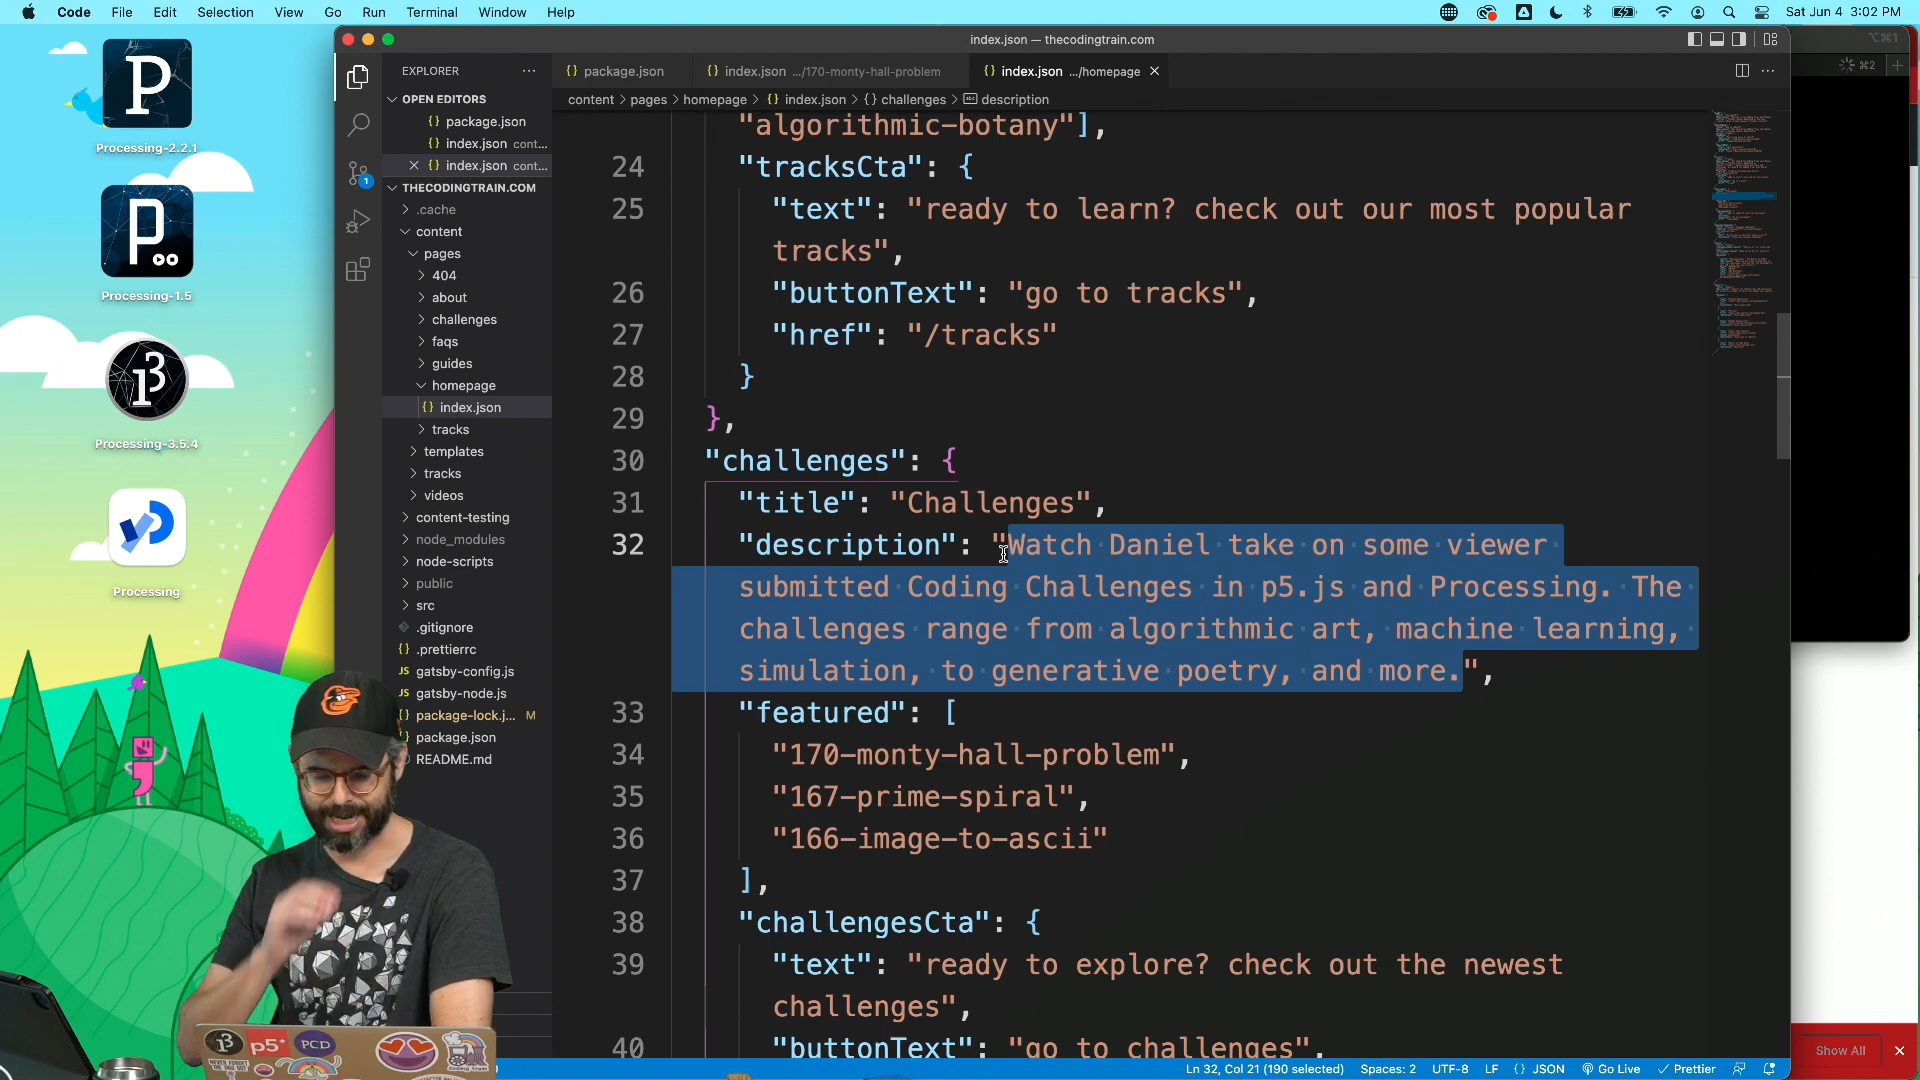 Code File Edit Selection View Go Run Terminal Window Help Sat Jun 4 3:02 PM
index.json — thecodingtrain.com
⌥⌘1
⌘2
EXPLORER
package.json
index.json .../170-monty-hall-problem
index.json .../homepage
content > pages > homepage > {} index.json > {} challenges > description
OPEN EDITORS
{} package.json
{} index.json cont...
{} index.json cont...
THECODINGTRAIN.COM
.cache
content
pages
404
about
challenges
faqs
guides
homepage
{} index.json
tracks
templates
tracks
videos
content-testing
node_modules
node-scripts
public
src
.gitignore
{} .prettierrc
JS gatsby-config.js
JS gatsby-node.js
{} package-lock.j... M
{} package.json
README.md
Processing-2.2.1
Processing-1.5
Processing-3.5.4
Processing
"algorithmic-botany"],
24 "tracksCta": {
25 "text": "ready to learn? check out our most popular
tracks",
26 "buttonText": "go to tracks",
27 "href": "/tracks"
28 }
29 },
30 "challenges": {
31 "title": "Challenges",
32 "description": "Watch Daniel take on some viewer
submitted Coding Challenges in p5.js and Processing. The
challenges range from algorithmic art, machine learning,
simulation, to generative poetry, and more.",
33 "featured": [
34 "170-monty-hall-problem",
35 "167-prime-spiral",
36 "166-image-to-ascii"
37 ],
38 "challengesCta": {
39 "text": "ready to explore? check out the newest
challenges",
40 "buttonText": "go to challenges",
Ln 32, Col 21 (190 selected) Spaces: 2 UTF-8 LF {} JSON Go Live Prettier
Show All
p5*
PCD